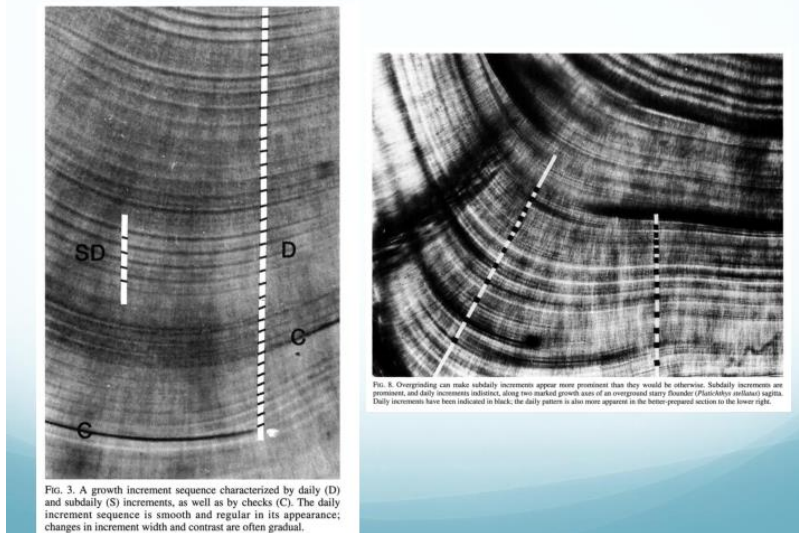 SD
D
C
C
FIG. 3. A growth increment sequence characterized by daily (D)
and subdaily (S) increments, as well as by checks (C). The daily
increment sequence is smooth and regular in its appearance;
changes in increment width and contrast are often gradual.
FIG. 8. Overgrinding can make subdaily increments appear more prominent than they would be otherwise. Subdaily increments are
prominent, and daily increments indistinct, along two marked growth axes of an overground starry flounder (Platichthys stellatus) sagitta.
Daily increments have been indicated in black; the daily pattern is also more apparent in the better-prepared section to the lower right.